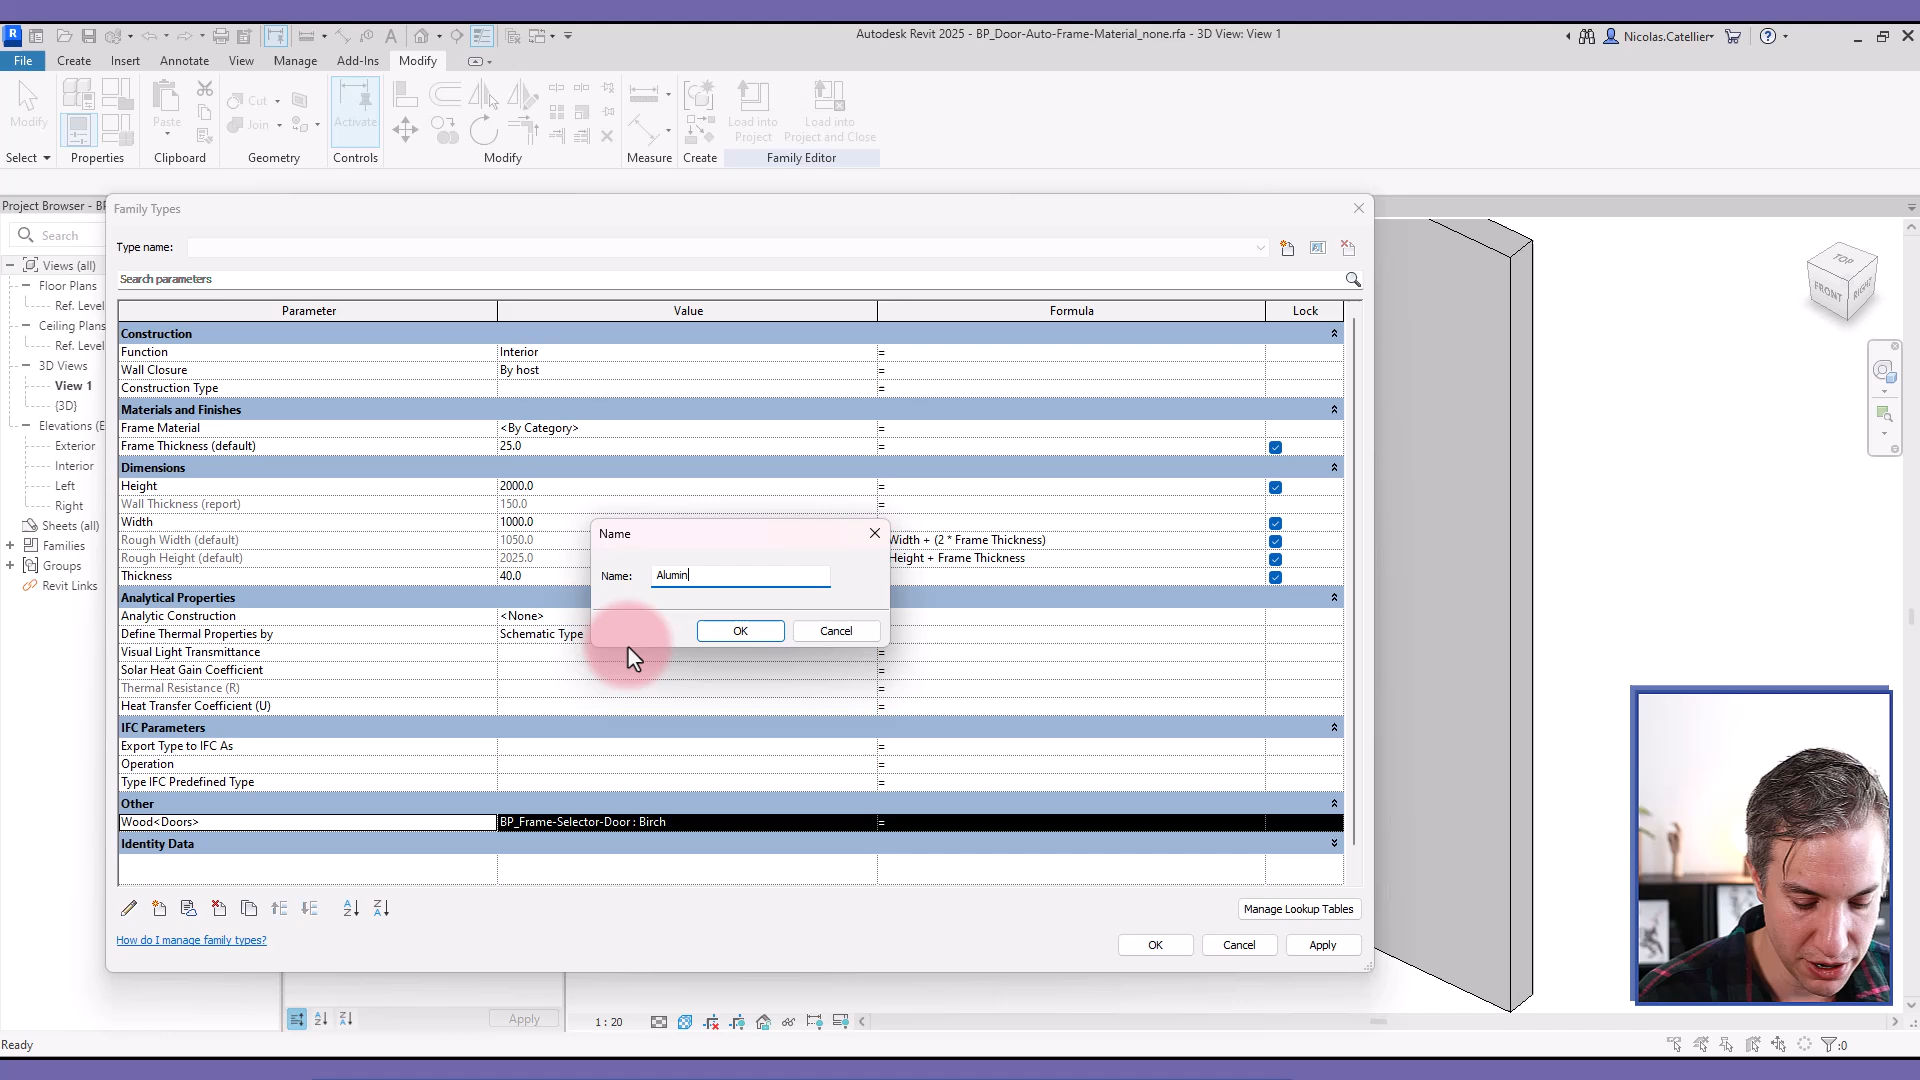 Autodesk Revit 2025 - BP_Door-Auto-Frame-Material_none.rfa - 3D View: View 1
Nicolas.Catellier
File
Create
Insert
Annotate
View
Manage
Add-Ins
Modify
Modify
Paste
Cut
Join
Activate
Load into
Project
Load into
Project and Close
Select
Properties
Clipboard
Geometry
Controls
Modify
Measure
Create
Family Editor
Project Browser - BP
Search
Views (all)
Floor Plans
Ref. Level
Ceiling Plans
Ref. Level
3D Views
View 1
{3D}
Elevations (E
Exterior
Interior
Left
Right
Sheets (all)
Families
Groups
Revit Links
Family Types
Type name:
Search parameters
Parameter Value Formula Lock
Construction
Function Interior =
Wall Closure By host =
Construction Type =
Materials and Finishes
Frame Material <By Category> =
Frame Thickness (default) 25.0 =
Dimensions
Height 2000.0 =
Wall Thickness (report) 150.0 =
Width 1000.0
Rough Width (default) 1050.0 Width + (2 * Frame Thickness)
Rough Height (default) 2025.0 Height + Frame Thickness
Thickness 40.0
Analytical Properties
Analytic Construction <None>
Define Thermal Properties by Schematic Type
Visual Light Transmittance =
Solar Heat Gain Coefficient =
Thermal Resistance (R) =
Heat Transfer Coefficient (U) =
IFC Parameters
Export Type to IFC As =
Operation =
Type IFC Predefined Type =
Other
Wood<Doors> BP_Frame-Selector-Door : Birch =
Identity Data
Name
Name: Alumin
OK Cancel
Manage Lookup Tables
How do I manage family types?
OK Cancel Apply
TOP
FRONT
RIGHT
Apply
1 : 20
Ready
:0